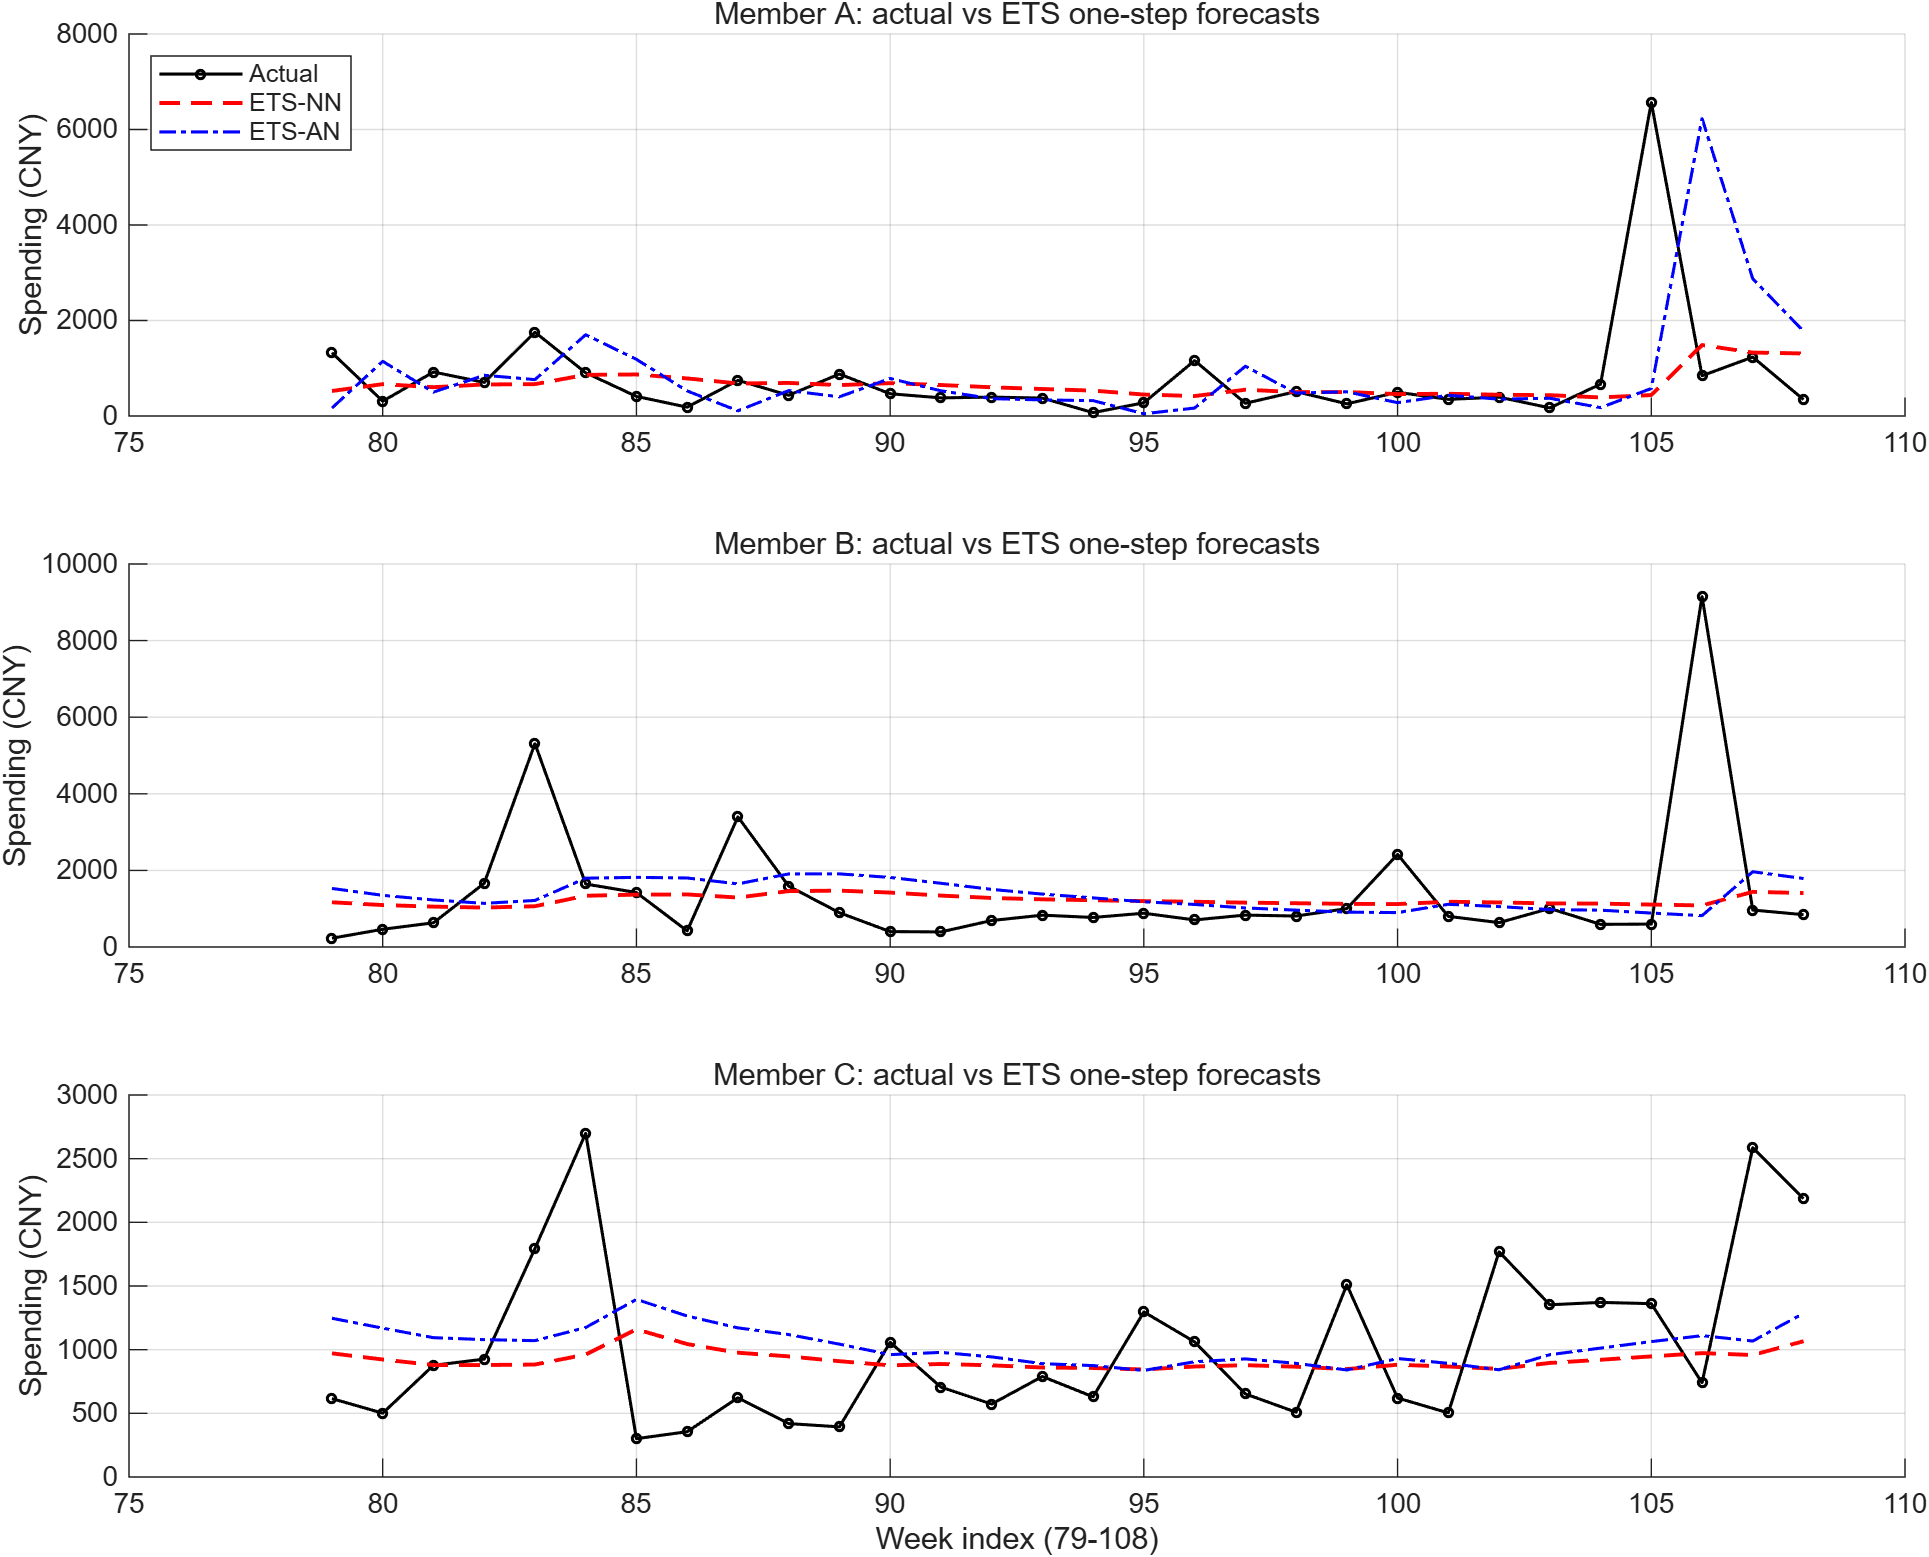 Member A: actual vs ETS one-step forecasts
8000
6000
4000
2000
0
Spending (CNY)
Actual
ETS-NN
ETS-AN
75 80 85 90 95 100 105 110
Member B: actual vs ETS one-step forecasts
10000
8000
6000
4000
2000
0
Spending (CNY)
75 80 85 90 95 100 105 110
Member C: actual vs ETS one-step forecasts
3000
2500
2000
1500
1000
500
0
Spending (CNY)
75 80 85 90 95 100 105 110
Week index (79-108)